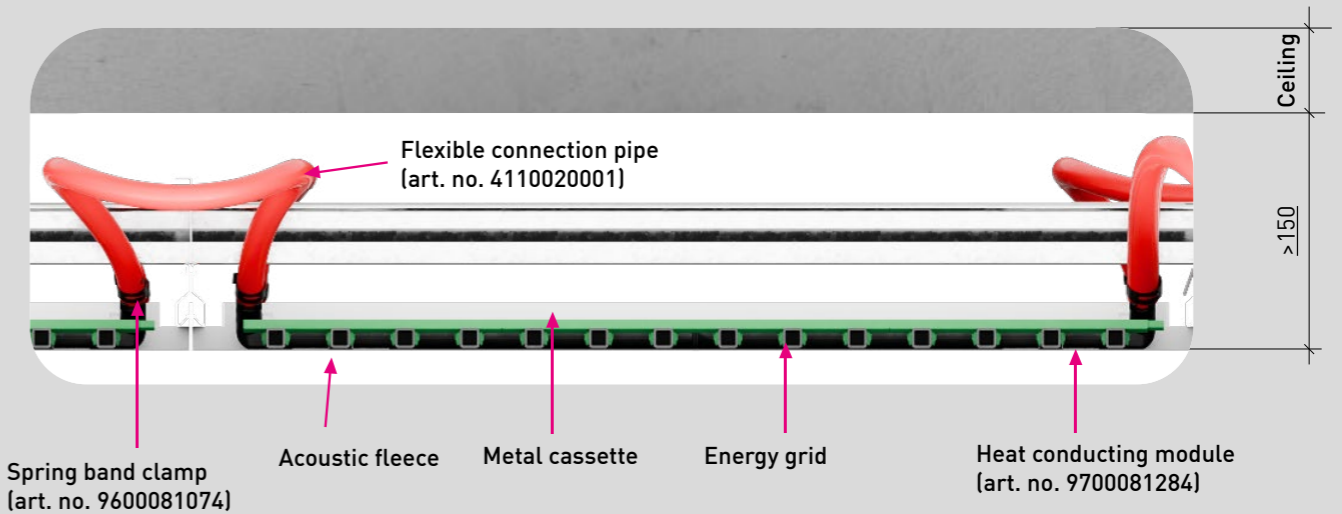 Ceiling
Flexible connection pipe
(art. no. 4110020001)
>150
Acoustic fleece
Metal cassette
Energy grid
Heat conducting module
(art. no. 9700081284)
Spring band clamp
(art. no. 9600081074)